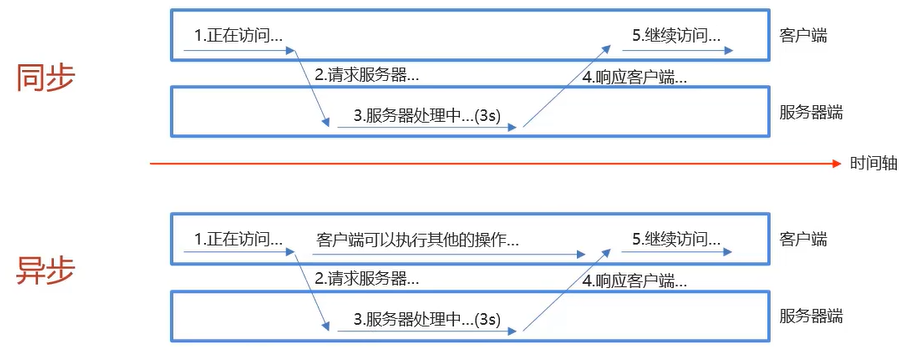 1.正在访问...
5.继续访问...
客户端
同步
2.请求服务器...
4.响应客户端...
3.服务器处理中...(3s)
服务器端
时间轴
1.正在访问...
客户端可以执行其他的操作...
5.继续访问...
客户端
异步
2.请求服务器...
4.响应客户端...
3.服务器处理中...(3s)
服务器端